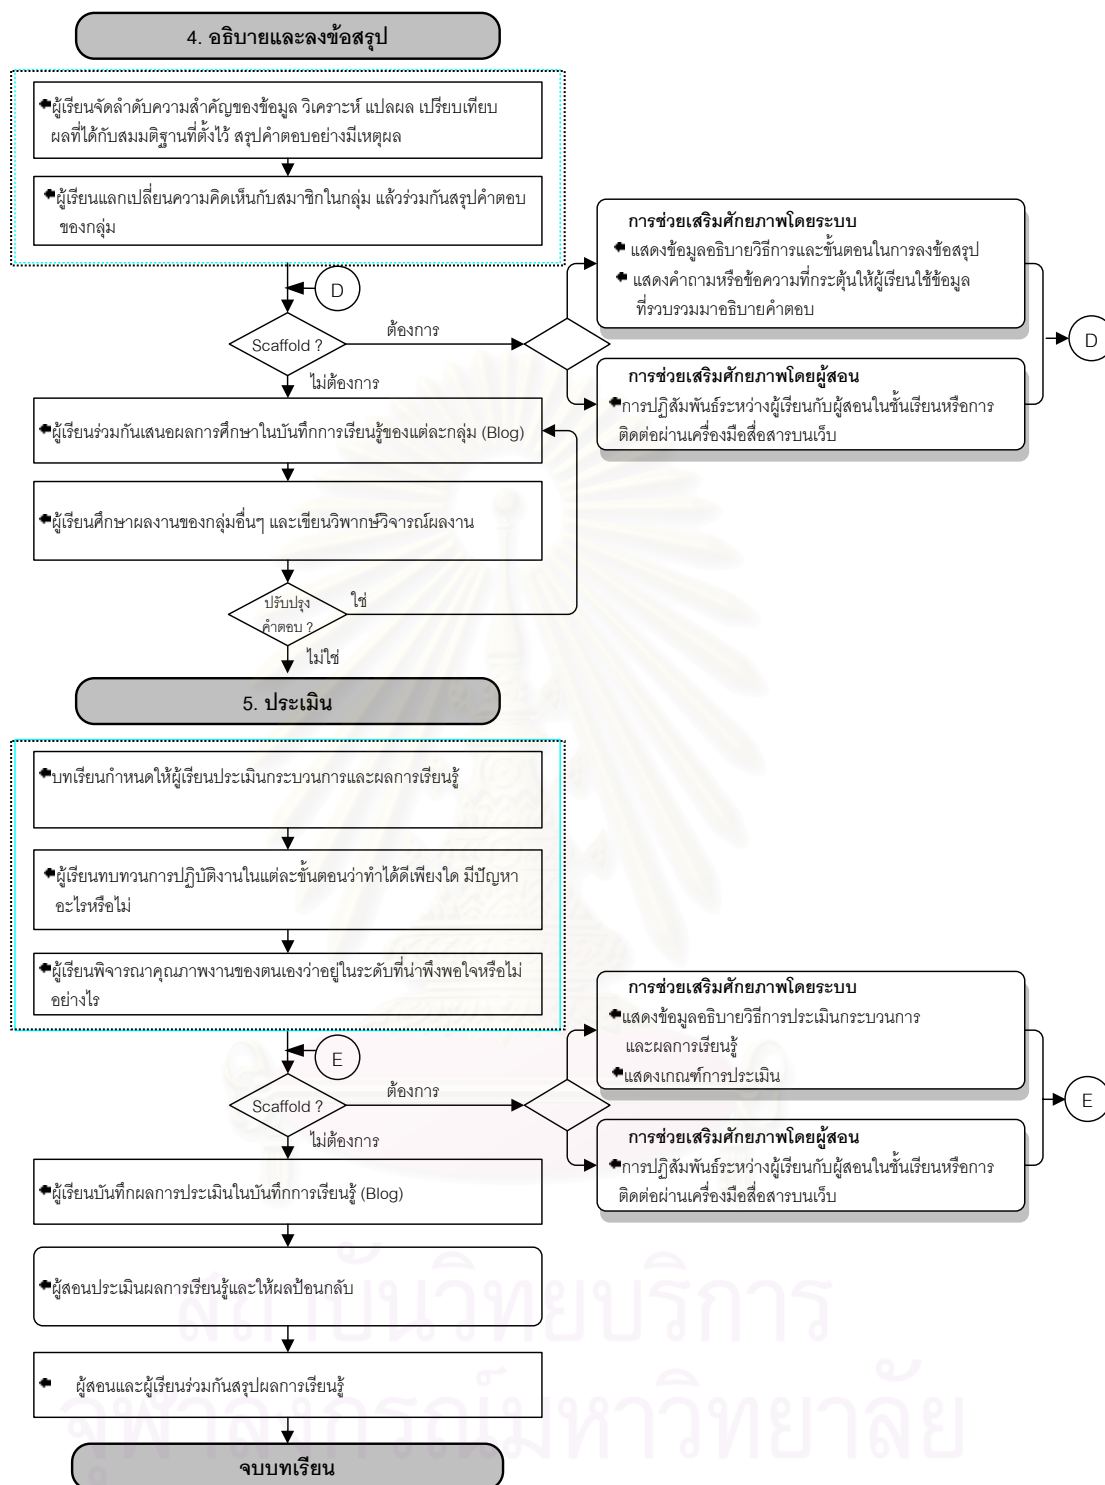 4. อธิบายและลงข้อสรุป
ผู้เรียนจัดลำดับความสำคัญของข้อมูล วิเคราะห์ แปลผล เปรียบเทียบ
ผลที่ได้กับสมมติฐานที่ตั้งไว้ สรุปคำตอบอย่างมีเหตุผล
ผู้เรียนแลกเปลี่ยนความคิดเห็นกับสมาชิกในกลุ่ม แล้วร่วมกันสรุปคำตอบ
ของกลุ่ม
D
Scaffold ?
ต้องการ
ไม่ต้องการ
การช่วยเสริมศักยภาพโดยระบบ
แสดงข้อมูลอธิบายวิธีการและขั้นตอนในการลงข้อสรุป
แสดงคำถามหรือข้อความที่กระตุ้นให้ผู้เรียนใช้ข้อมูล
ที่รวบรวมมาอธิบายคำตอบ
D
การช่วยเสริมศักยภาพโดยผู้สอน
การปฏิสัมพันธ์ระหว่างผู้เรียนกับผู้สอนในชั้นเรียนหรือการ
ติดต่อผ่านเครื่องมือสื่อสารบนเว็บ
ผู้เรียนร่วมกันเสนอผลการศึกษาในบันทึกการเรียนรู้ของแต่ละกลุ่ม (Blog)
ผู้เรียนศึกษาผลงานของกลุ่มอื่นๆ และเขียนวิพากษ์วิจารณ์ผลงาน
ปรับปรุง
คำตอบ ?
ใช่
ไม่ใช่
5. ประเมิน
บทเรียนกำหนดให้ผู้เรียนประเมินกระบวนการและผลการเรียนรู้
ผู้เรียนทบทวนการปฏิบัติงานในแต่ละขั้นตอนว่าทำได้ดีเพียงใด มีปัญหา
อะไรหรือไม่
ผู้เรียนพิจารณาคุณภาพงานของตนเองว่าอยู่ในระดับที่น่าพึงพอใจหรือไม่
อย่างไร
E
Scaffold ?
ต้องการ
ไม่ต้องการ
การช่วยเสริมศักยภาพโดยระบบ
แสดงข้อมูลอธิบายวิธีการประเมินกระบวนการ
และผลการเรียนรู้
แสดงเกณฑ์การประเมิน
E
การช่วยเสริมศักยภาพโดยผู้สอน
การปฏิสัมพันธ์ระหว่างผู้เรียนกับผู้สอนในชั้นเรียนหรือการ
ติดต่อผ่านเครื่องมือสื่อสารบนเว็บ
ผู้เรียนบันทึกผลการประเมินในบันทึกการเรียนรู้ (Blog)
ผู้สอนประเมินผลการเรียนรู้และให้ผลป้อนกลับ
สถาบันวิทยบริการ
ผู้สอนและผู้เรียนร่วมกันสรุปผลการเรียนรู้
จุฬาลงกรณ์มหาวิทยาลัย
จบบทเรียน